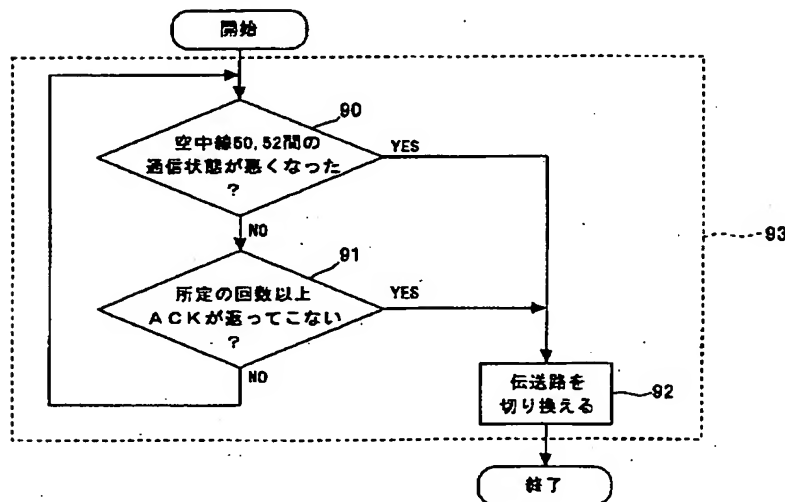 開始
90
空中線50,52間の
通信状態が悪くなった
?
YES
NO
91
所定の回数以上
ACKが返ってこない
?
YES
NO
93
伝送路を
切り換える
92
終了